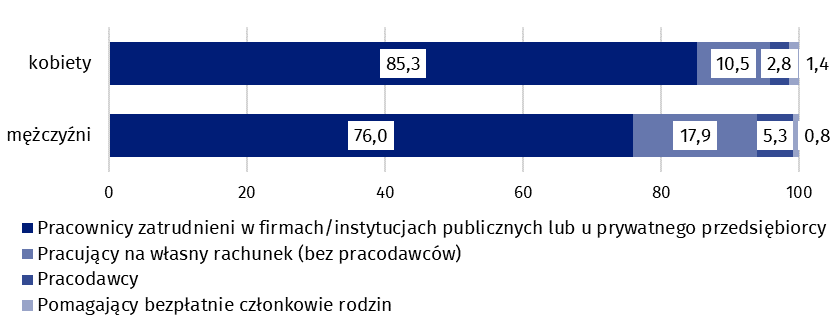 kobiety 85,3 10,5 2,8 1,4
mężczyźni 76,0 17,9 5,3 0,8
0 20 40 60 80 100
Pracownicy zatrudnieni w firmach/instytucjach publicznych lub u prywatnego przedsiębiorcy
Pracujący na własny rachunek (bez pracodawców)
Pracodawcy
Pomagający bezpłatnie członkowie rodzin